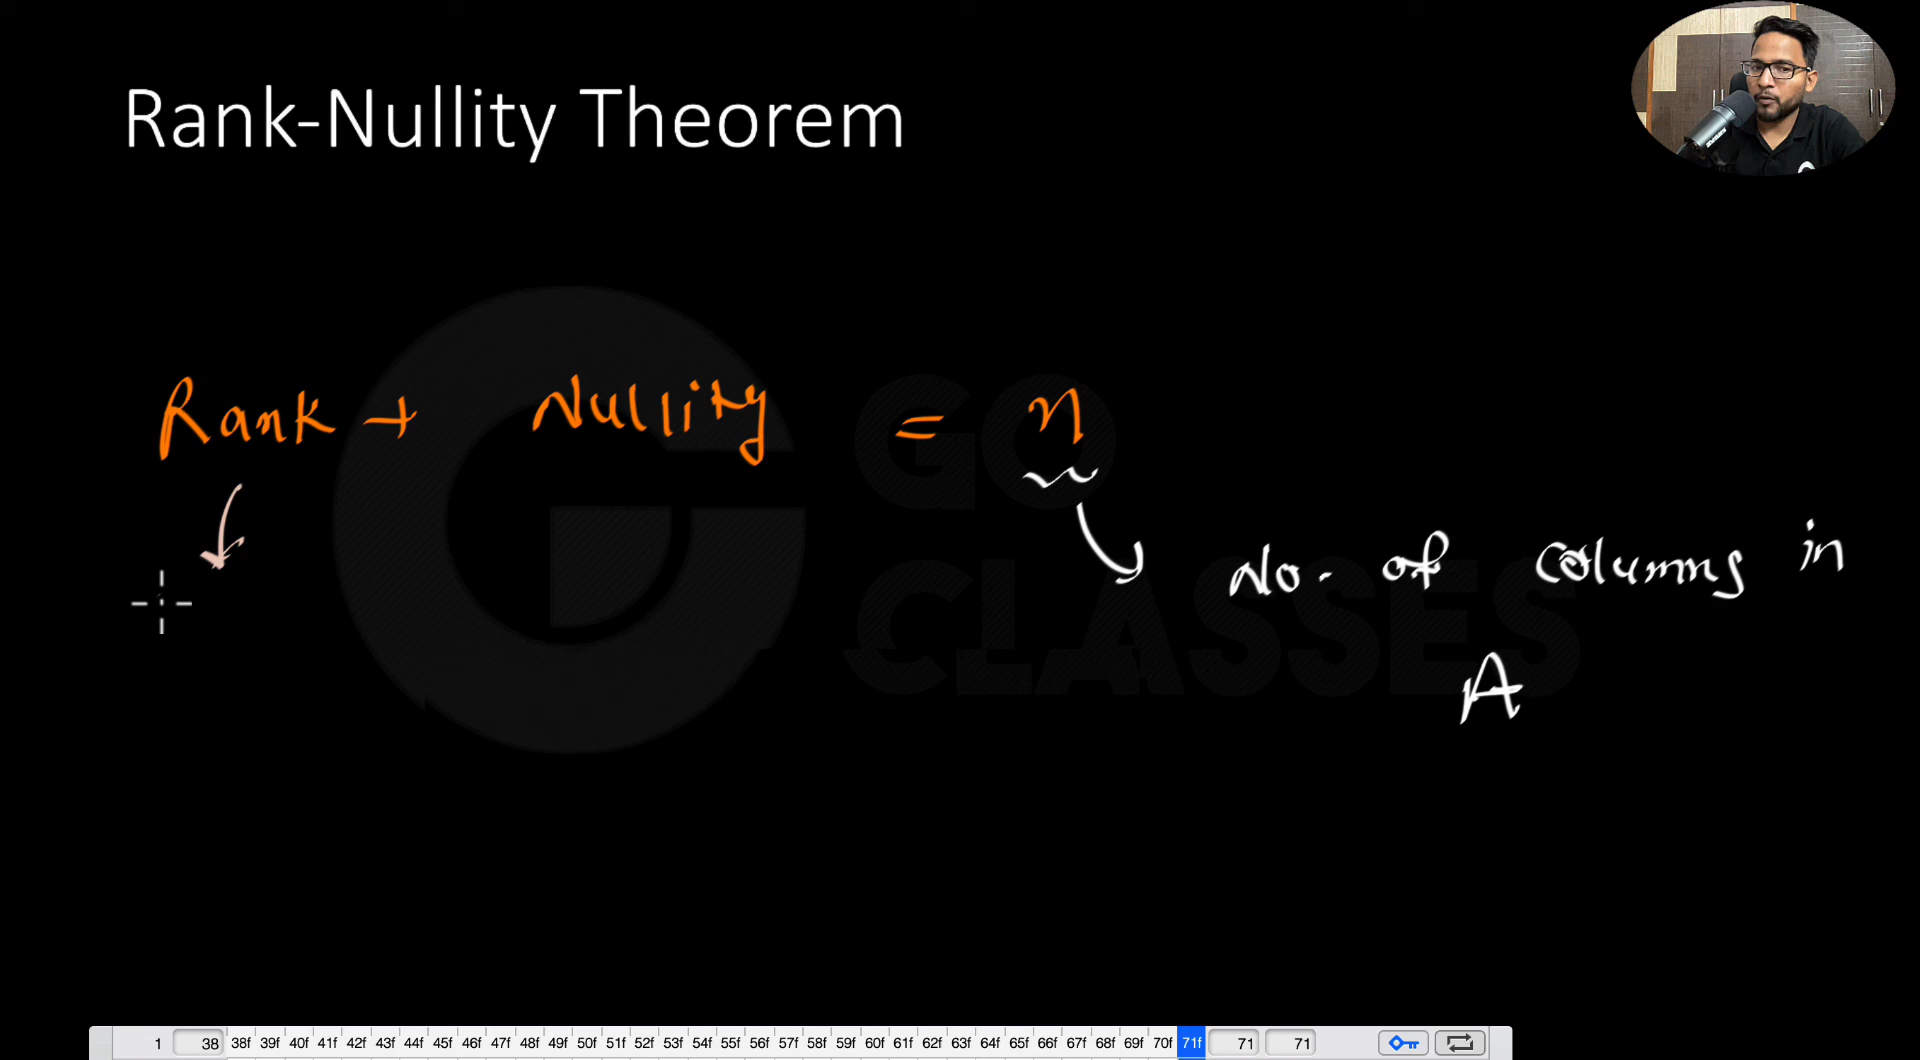 Rank-Nullity Theorem
Rank + Nullity = n
No. of columns in
A
GO
CLASSES
1 38 38f 39f 40f 41f 42f 43f 44f 45f 46f 47f 48f 49f 50f 51f 52f 53f 54f 55f 56f 57f 58f 59f 60f 61f 62f 63f 64f 65f 66f 67f 68f 69f 70f 71f 71 71